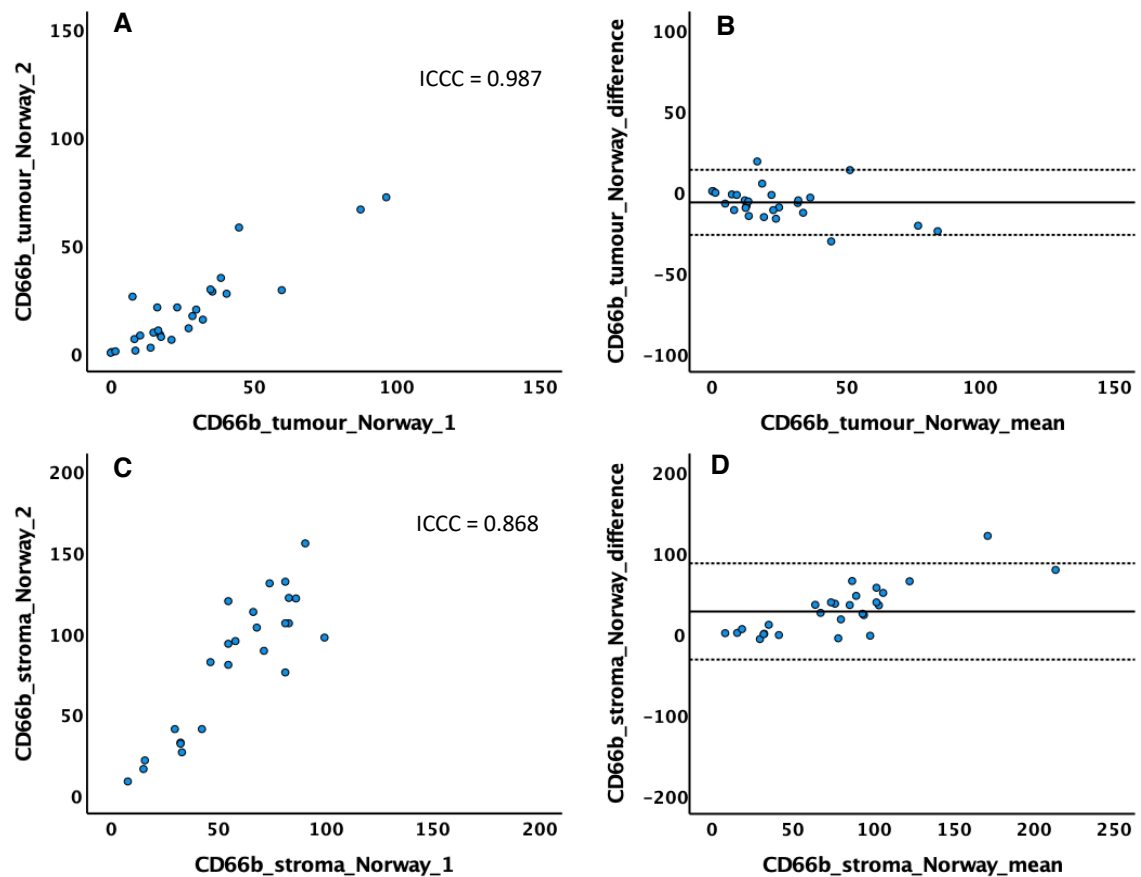 A
150
100
50
0
0
50
100
150
ICCC = 0.987
CD66b_tumour_Norway_2
CD66b_tumour_Norway_1
B
100
50
0
−50
−100
0
50
100
150
CD66b_tumour_Norway_difference
CD66b_tumour_Norway_mean
C
200
150
100
50
0
0
50
100
150
200
ICCC = 0.868
CD66b_stroma_Norway_2
CD66b_stroma_Norway_1
D
200
100
0
−100
−200
0
50
100
150
200
250
CD66b_stroma_Norway_difference
CD66b_stroma_Norway_mean